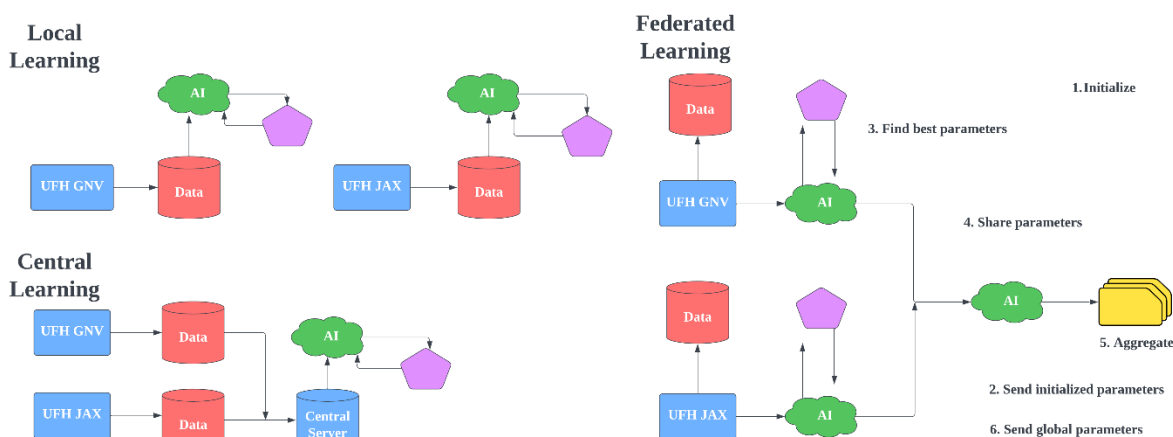 Local
Learning
AI
UFH GNV
Data
AI
UFH JAX
Data
Central
Learning
UFH GNV
Data
AI
UFH JAX
Data
Central
Server
Federated
Learning
Data
1. Initialize
3. Find best parameters
UFH GNV
AI
4. Share parameters
Data
AI
5. Aggregate
2. Send initialized parameters
UFH JAX
AI
6. Send global parameters